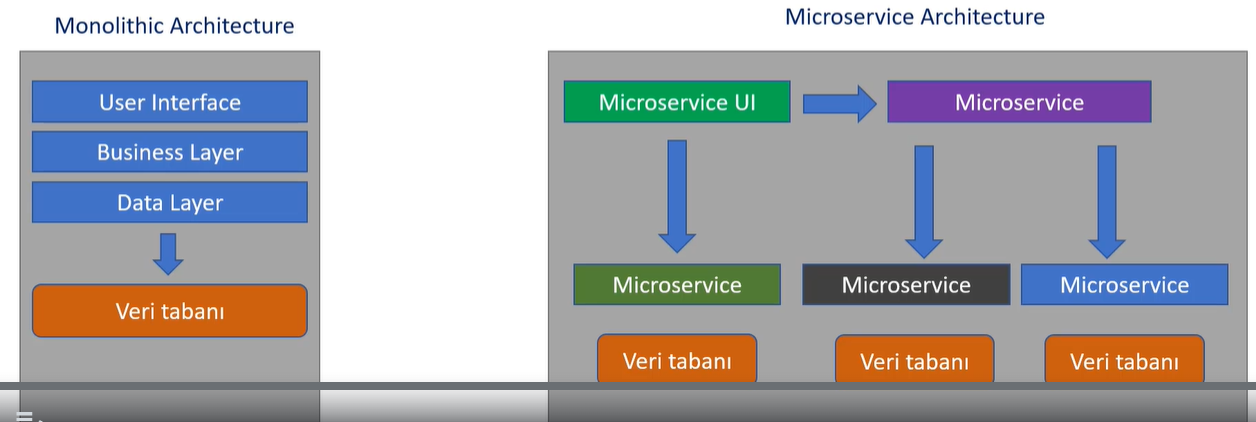 Monolithic Architecture
User Interface
Business Layer
Data Layer
Veri tabanı
Microservice Architecture
Microservice UI
Microservice
Microservice
Microservice
Microservice
Veri tabanı
Veri tabanı
Veri tabanı